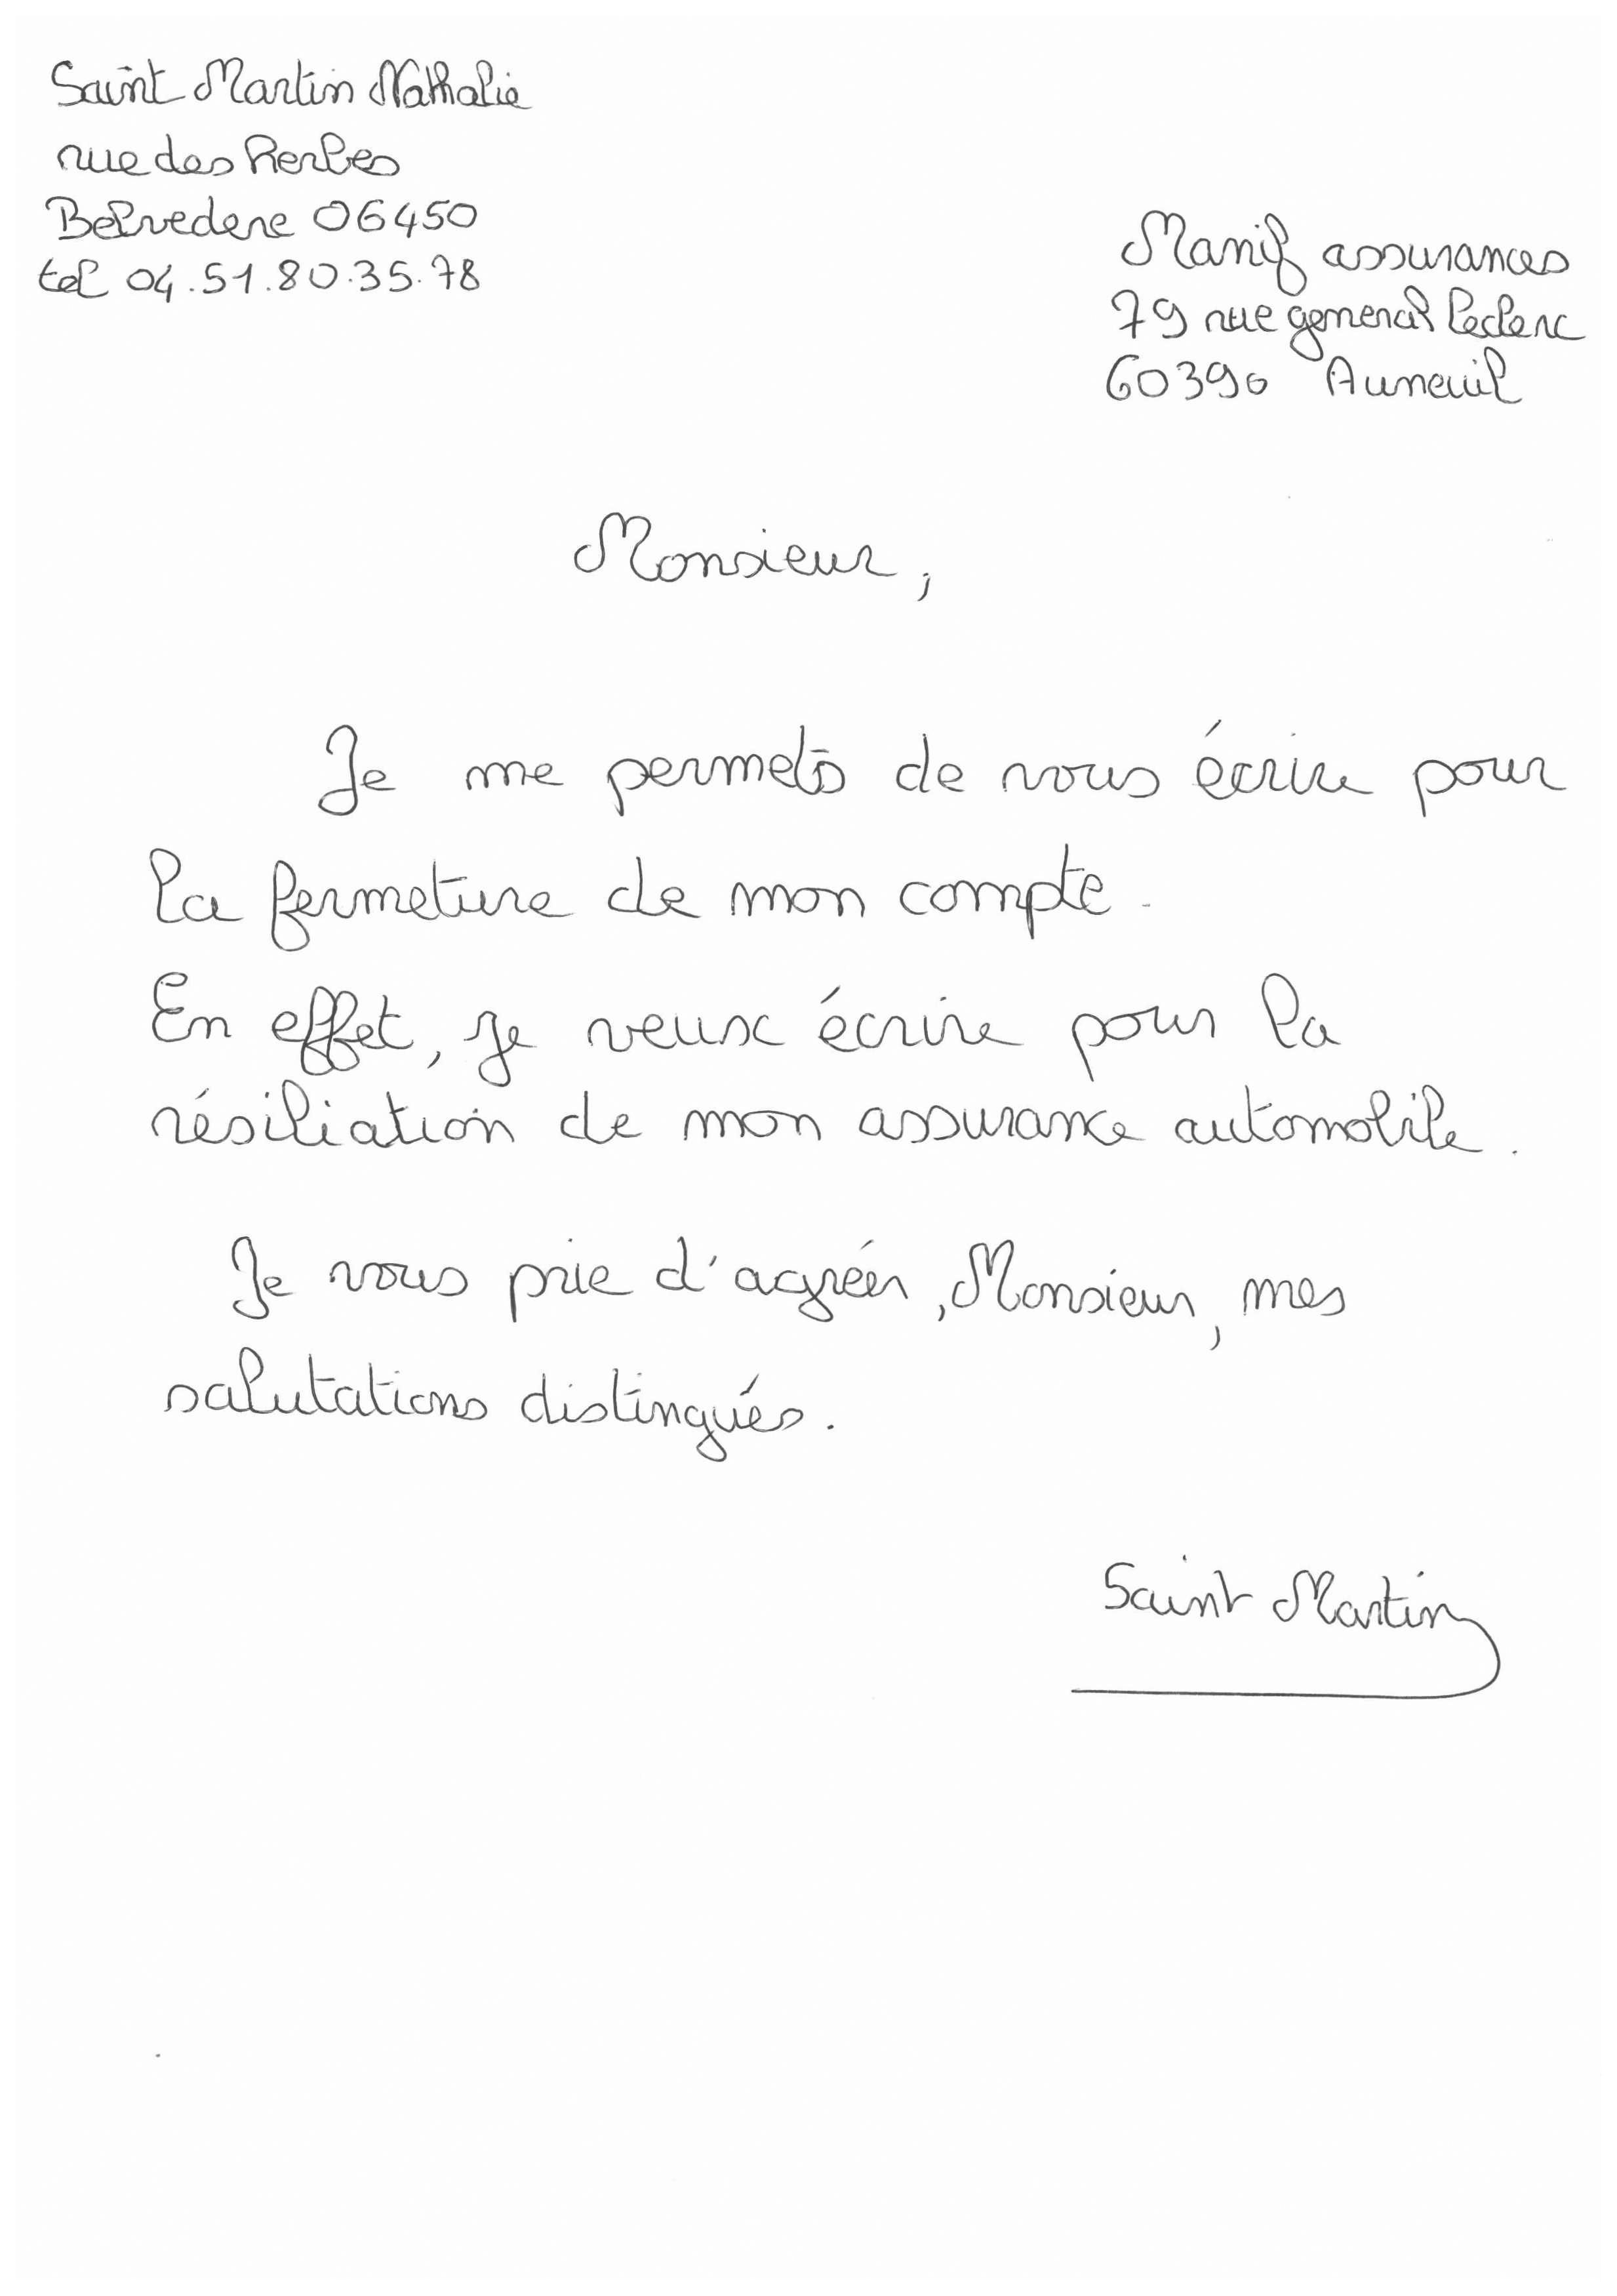 Saint Martin Nathalie
rue des Herbes
Belvedere 06450
tel 04.51.80.35.78
Manif assurances
79 rue general leclerc
60390 Auneuil
Monsieur,
Je me permets de vous écrire pour
la fermeture de mon compte.
En effet, je veux écrire pour la
résiliation de mon assurance automobile.
Je vous prie d'agréer, Monsieur, mes
salutations distingués.
Saint Martin